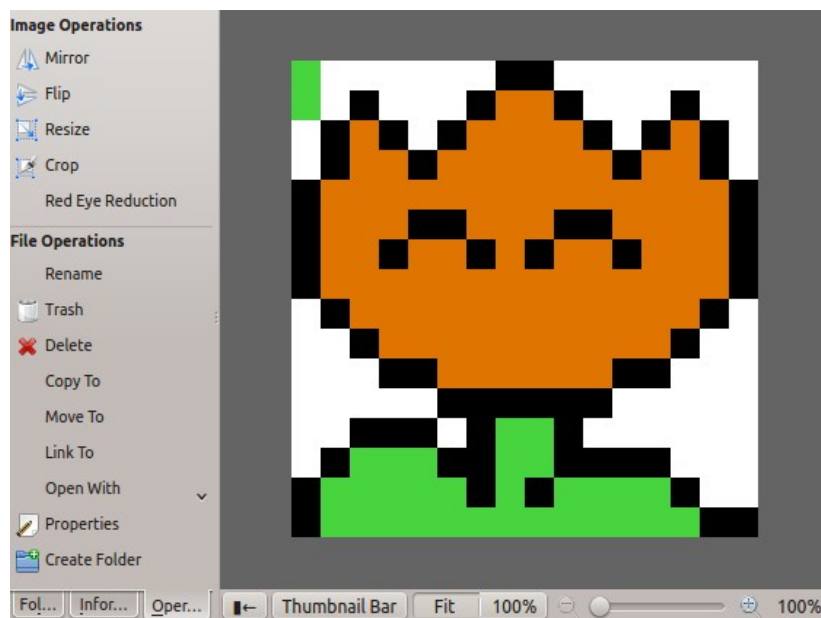 Image Operations
Mirror
Flip
Resize
Crop
Red Eye Reduction
File Operations
Rename
Trash
Delete
Copy To
Move To
Link To
Open With
Properties
Create Folder
Fol... Infor... Oper... Thumbnail Bar Fit 100% 100%